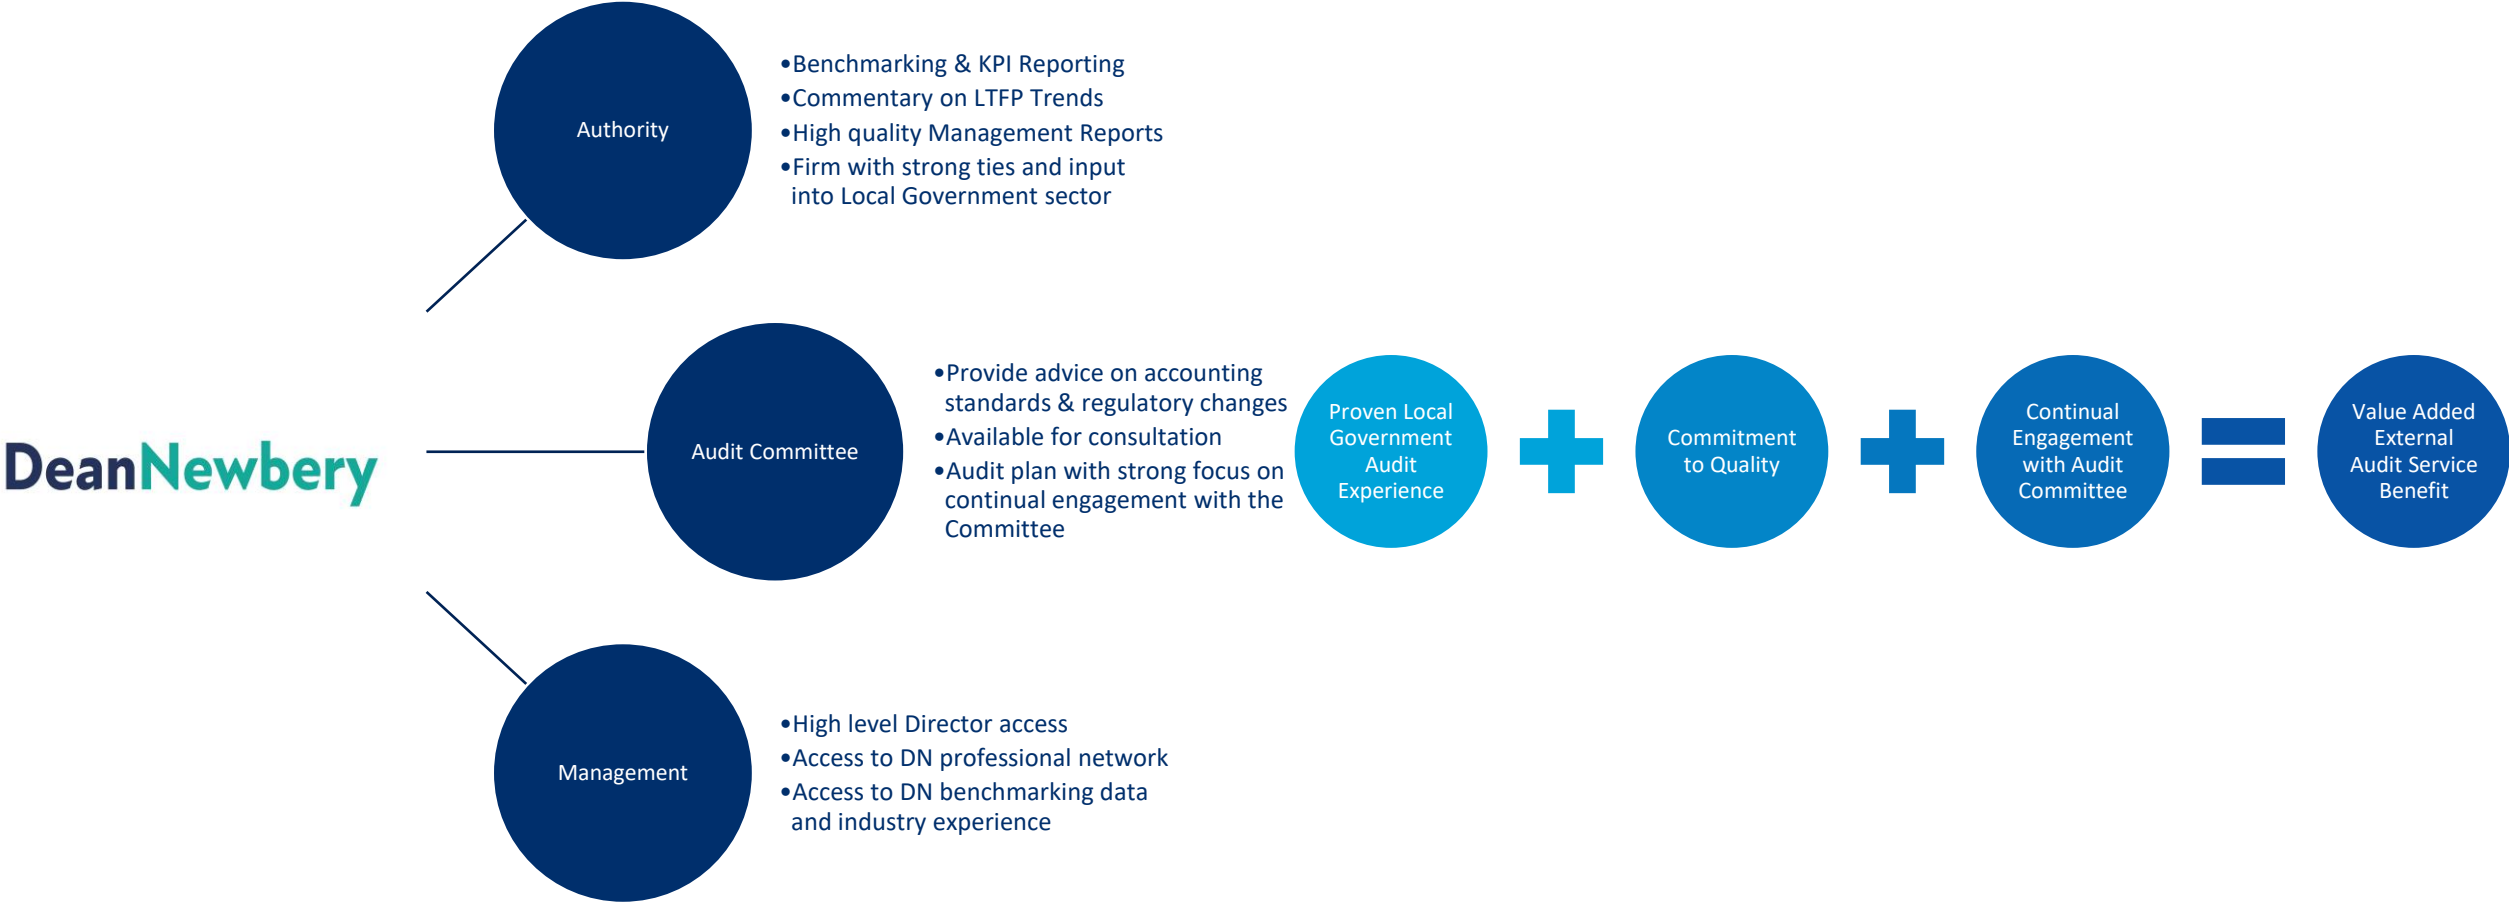 DeanNewbery
Authority
•Benchmarking & KPI Reporting
•Commentary on LTFP Trends
•High quality Management Reports
•Firm with strong ties and input
into Local Government sector
Audit Committee
•Provide advice on accounting
standards & regulatory changes
•Available for consultation
•Audit plan with strong focus on
continual engagement with the
Committee
Management
•High level Director access
•Access to DN professional network
•Access to DN benchmarking data
and industry experience
Proven Local
Government
Audit
Experience
Commitment
to Quality
Continual
Engagement
with Audit
Committee
Value Added
External
Audit Service
Benefit